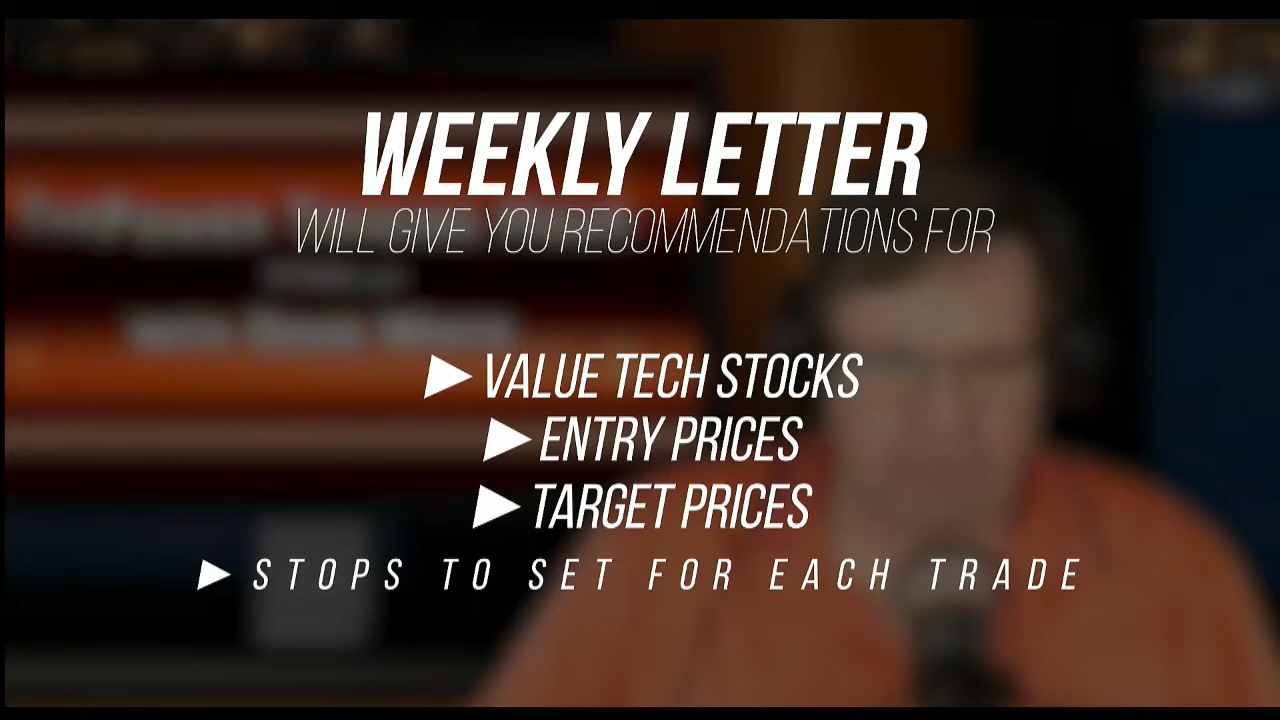 WEEKLY LETTER
WILL GIVE YOU RECOMMENDATIONS FOR
▶ VALUE TECH STOCKS
▶ ENTRY PRICES
▶ TARGET PRICES
▶ STOPS TO SET FOR EACH TRADE